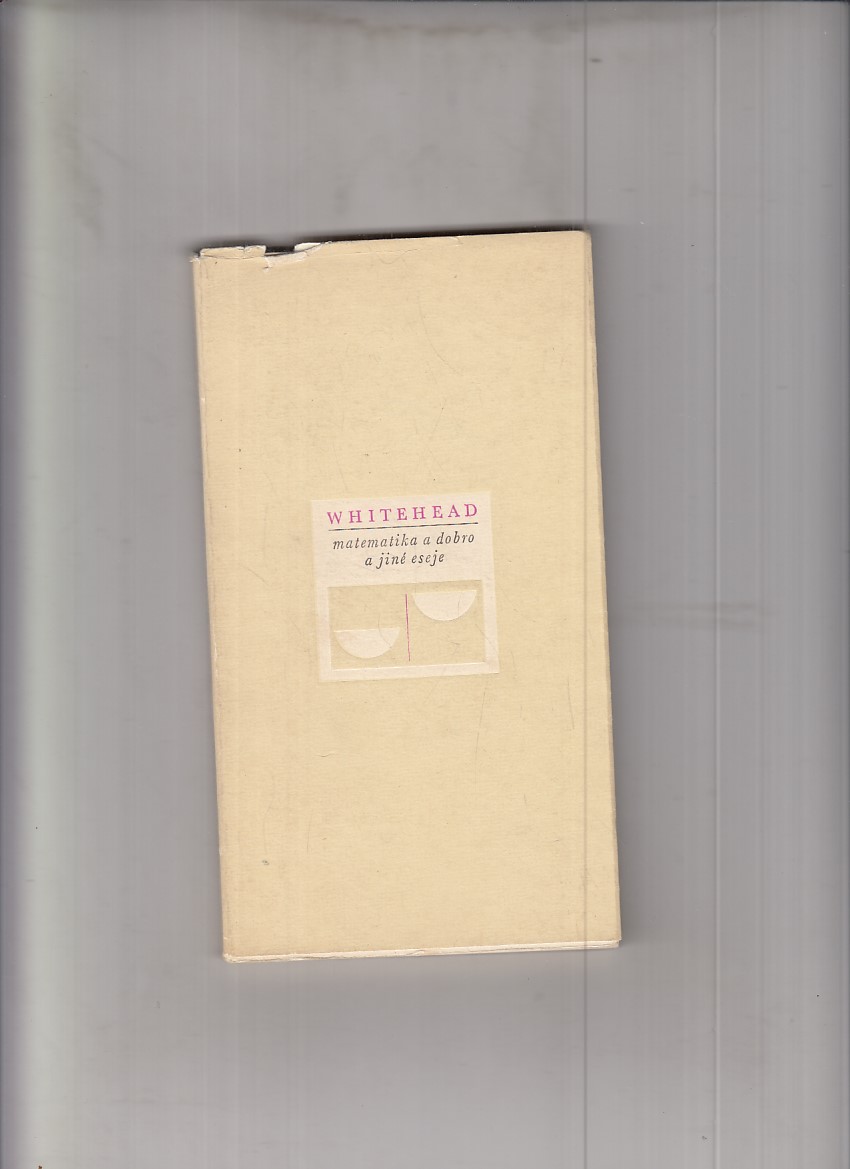 WHITEHEAD
matematika a dobro
a jiné eseje